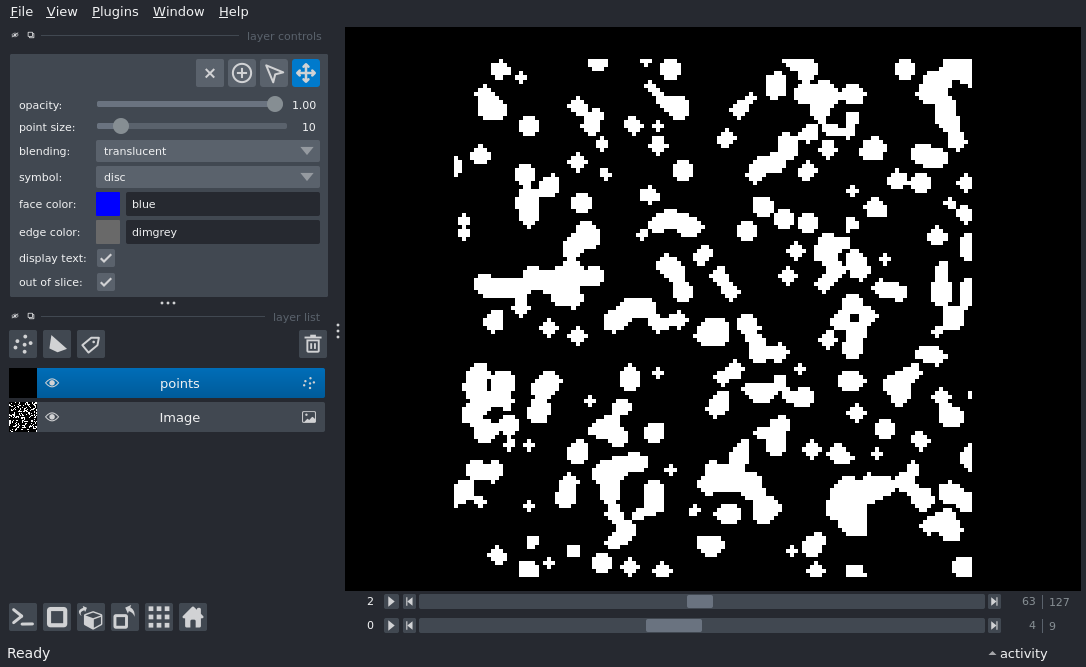 File View Plugins Window Help
layer controls
opacity: 1.00
point size: 10
blending: translucent
symbol: disc
face color: blue
edge color: dimgrey
display text:
out of slice:
layer list
points
Image
2 63 | 127
0 4 | 9
Ready activity